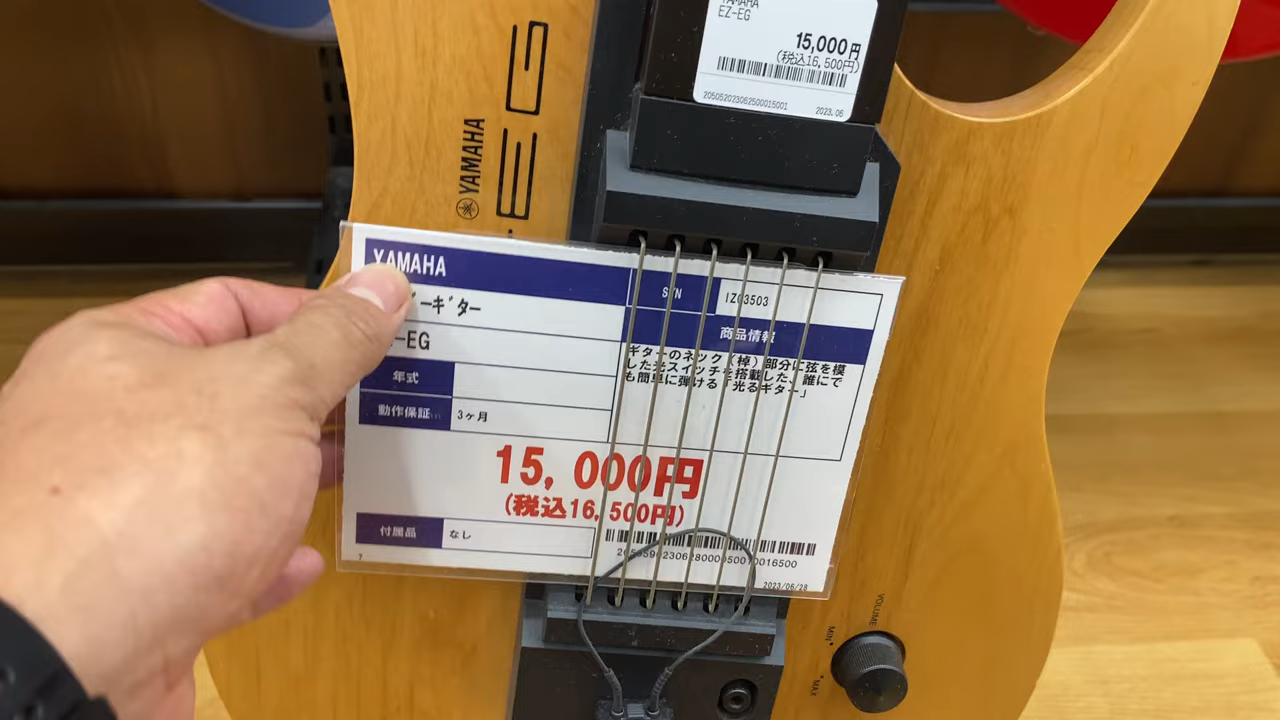 YAMAHA
EZ-EG
15,000円
(税込16,500円)
2023.06
EG
YAMAHA
YAMAHA
S/N
IZ03503
ーギター
-EG
商品情報
年式
ギターのネック(棹)部分に弦を模
した光スイッチを搭載した、誰にで
も簡単に弾ける「光るギター」
動作保証
3ヶ月
15,000円
(税込16,500円)
付属品
なし
2023/06/28
7
VOLUME
MIN
MAX